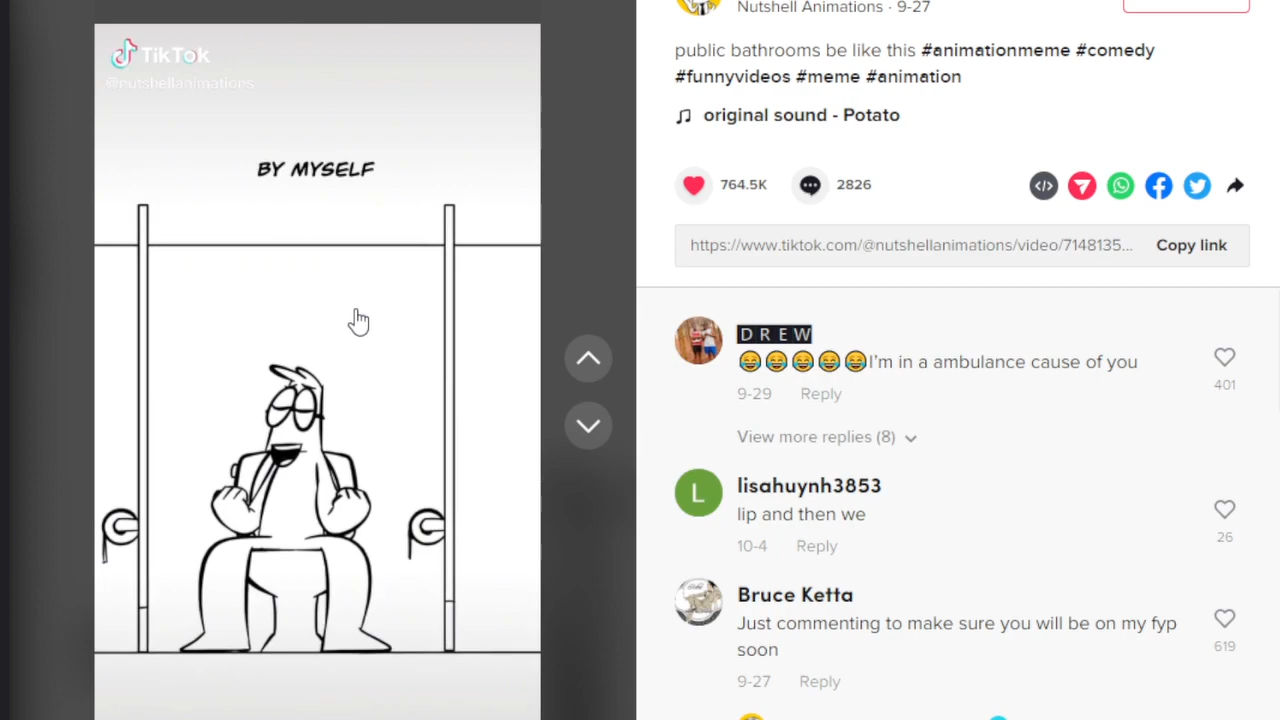 TikTok
@nutshellanimations
BY MYSELF
Nutshell Animations · 9-27
public bathrooms be like this #animationmeme #comedy
#funnyvideos #meme #animation
original sound - Potato
764.5K
2826
https://www.tiktok.com/@nutshellanimations/video/7148135...
Copy link
D R E W
😂😂😂😂😂I'm in a ambulance cause of you
401
9-29 Reply
View more replies (8)
L
lisahuynh3853
lip and then we
26
10-4 Reply
Bruce Ketta
Just commenting to make sure you will be on my fyp
soon
619
9-27 Reply